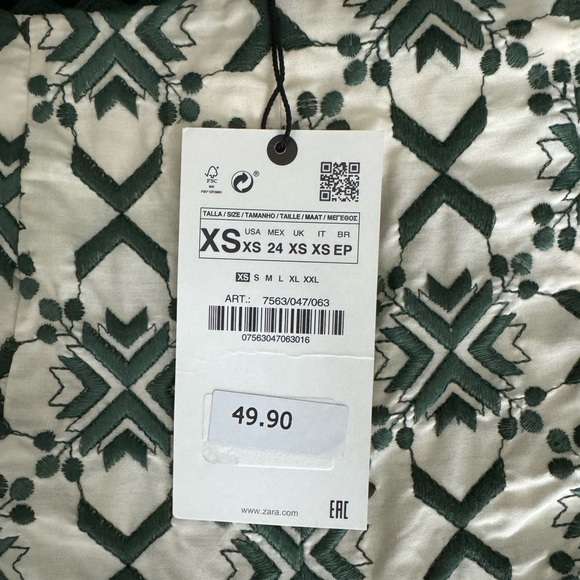 FSC
TALLA / SIZE / TAMANHO / TAILLE / MAAT / ΜΕΓΕΘΟΣ
XS
USA MEX UK IT BR
XS 24 XS XS EP
XS S M L XL XXL
ART.: 7563/047/063
07563047063016
49.90
www.zara.com
EAC